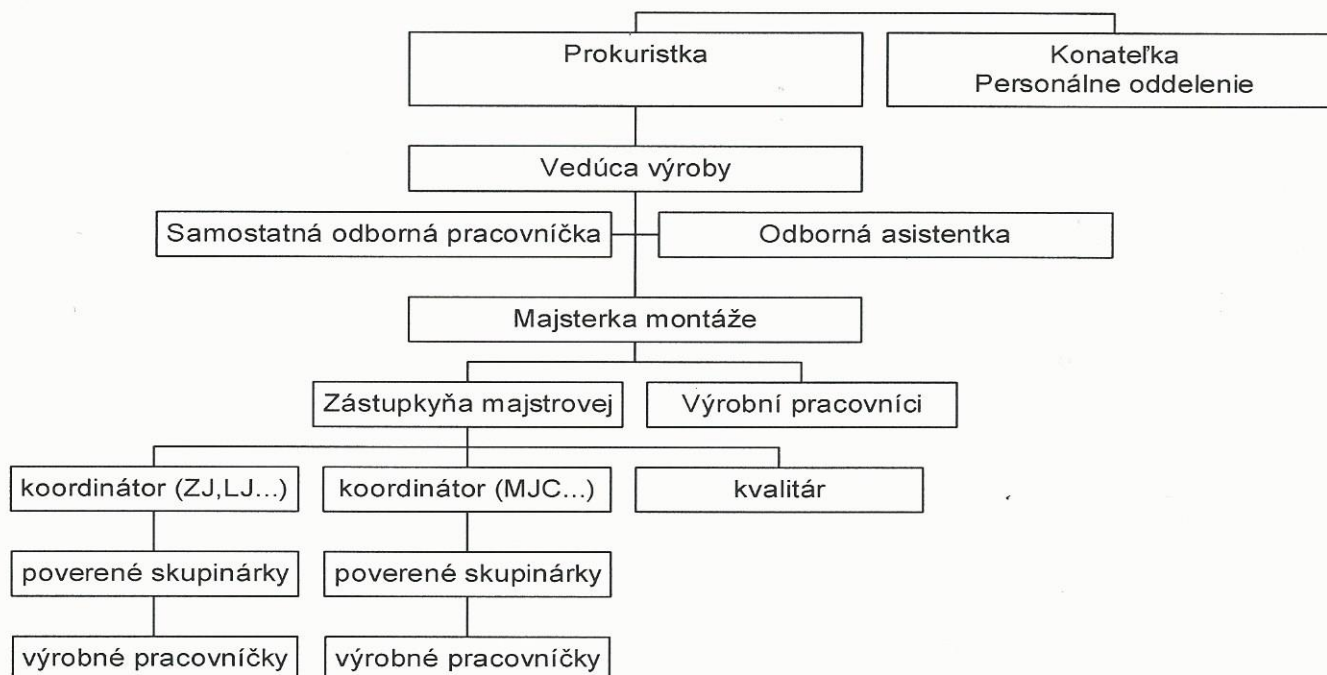 Prokuristka
Konateľka
Personálne oddelenie
Vedúca výroby
Samostatná odborná pracovníčka
Odborná asistentka
Majsterka montáže
Zástupkyňa majstrovej
Výrobní pracovníci
koordinátor (ZJ,LJ...)
koordinátor (MJC...)
kvalitár
poverené skupinárky
poverené skupinárky
výrobné pracovníčky
výrobné pracovníčky